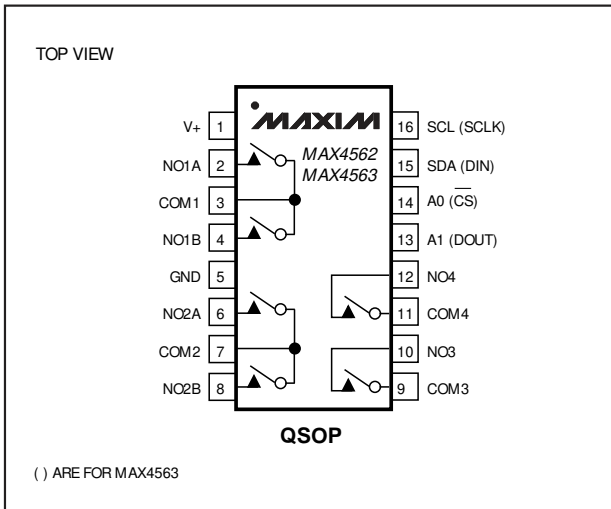 TOP VIEW
MAXIM
MAX4562
MAX4563
V+ 1
NO1A 2
COM1 3
NO1B 4
GND 5
NO2A 6
COM2 7
NO2B 8
16 SCL (SCLK)
15 SDA (DIN)
14 A0 (C̅S̅)
13 A1 (DOUT)
12 NO4
11 COM4
10 NO3
9 COM3
QSOP
( ) ARE FOR MAX4563